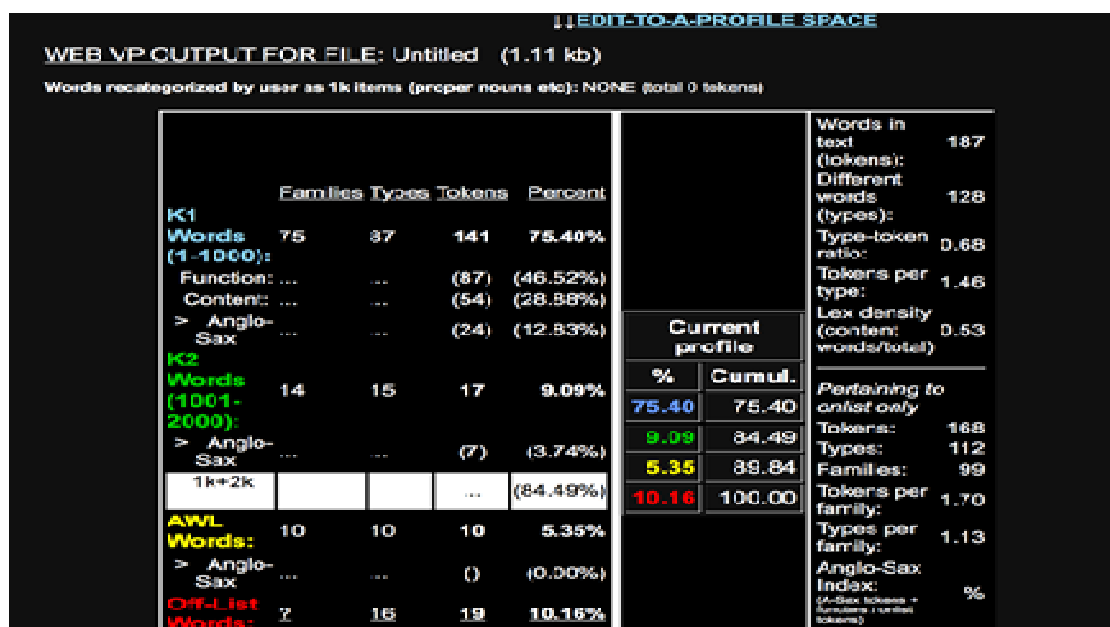 ↓↓EDIT-TO-A-PROFILE SPACE
WEB VP OUTPUT FOR FILE: Untitled (1.11 kb)
Words recategorized by user as 1k items (proper nouns etc): NONE (total 0 tokens)
Families Types Tokens Percent
K1
Words 75 87 141 75.40%
(1-1000):
Function: ... ... (87) (46.52%)
Content: ... ... (54) (28.88%)
> Anglo-
Sax ... ... (24) (12.83%)
K2
Words
(1001- 14 15 17 9.09%
2000):
> Anglo-
Sax ... ... (7) (3.74%)
1k+2k ... (84.49%)
AWL
Words: 10 10 10 5.35%
> Anglo-
Sax ... ... () (0.00%)
Off-List
Words: ? 16 19 10.16%
Current
profile
% Cumul.
75.40 75.40
9.09 84.49
5.35 89.84
10.16 100.00
Words in
text 187
(tokens):
Different
words 128
(types):
Type-token
ratio: 0.68
Tokens per
type: 1.46
Lex density
(content 0.53
words/total)
Pertaining to
onlist only
Tokens: 168
Types: 112
Families: 99
Tokens per
family: 1.70
Types per
family: 1.13
Anglo-Sax
Index: %
(A-Sax tokens +
functors / onlist
tokens)